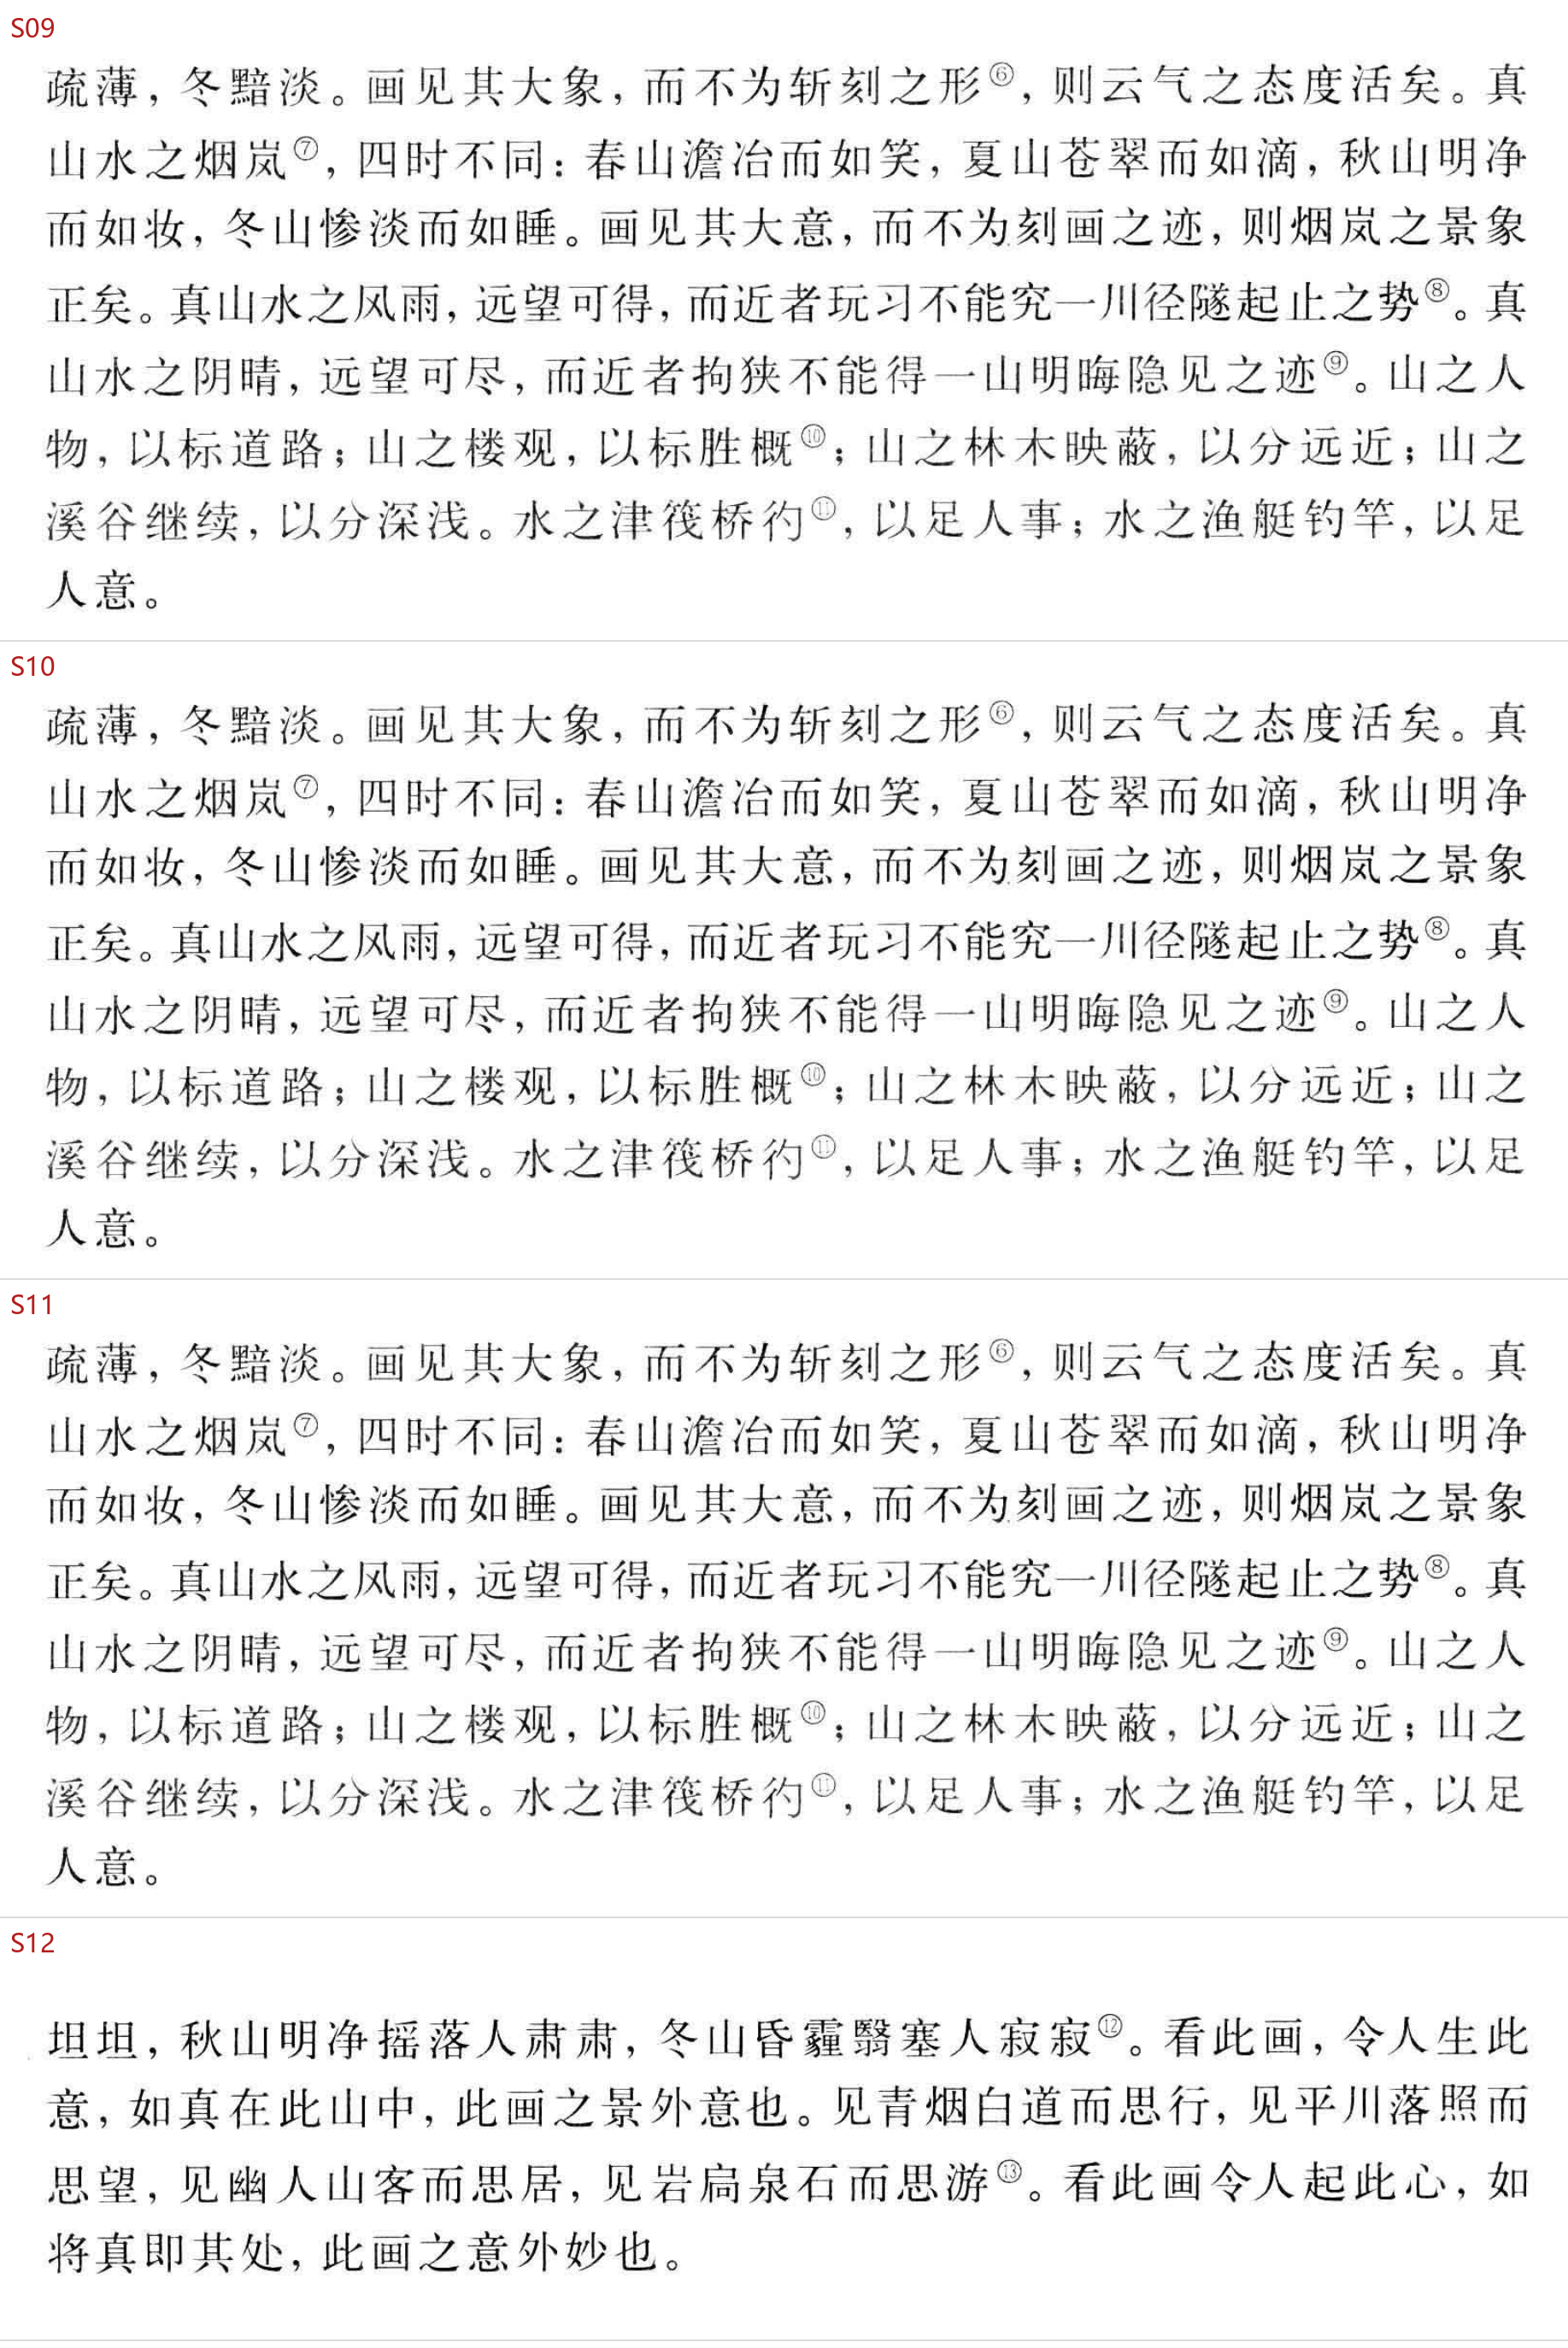 S09
疏薄，冬黯淡。画见其大象，而不为斩刻之形⑥，则云气之态度活矣。真
山水之烟岚⑦，四时不同：春山澹冶而如笑，夏山苍翠而如滴，秋山明净
而如妆，冬山惨淡而如睡。画见其大意，而不为刻画之迹，则烟岚之景象
正矣。真山水之风雨，远望可得，而近者玩习不能究一川径隧起止之势⑧。真
山水之阴晴，远望可尽，而近者拘狭不能得一山明晦隐见之迹⑨。山之人
物，以标道路；山之楼观，以标胜概⑩；山之林木映蔽，以分远近；山之
溪谷继续，以分深浅。水之津筏桥彴⑪，以足人事；水之渔艇钓竿，以足
人意。
S10
疏薄，冬黯淡。画见其大象，而不为斩刻之形⑥，则云气之态度活矣。真
山水之烟岚⑦，四时不同：春山澹冶而如笑，夏山苍翠而如滴，秋山明净
而如妆，冬山惨淡而如睡。画见其大意，而不为刻画之迹，则烟岚之景象
正矣。真山水之风雨，远望可得，而近者玩习不能究一川径隧起止之势⑧。真
山水之阴晴，远望可尽，而近者拘狭不能得一山明晦隐见之迹⑨。山之人
物，以标道路；山之楼观，以标胜概⑩；山之林木映蔽，以分远近；山之
溪谷继续，以分深浅。水之津筏桥彴⑪，以足人事；水之渔艇钓竿，以足
人意。
S11
疏薄，冬黯淡。画见其大象，而不为斩刻之形⑥，则云气之态度活矣。真
山水之烟岚⑦，四时不同：春山澹冶而如笑，夏山苍翠而如滴，秋山明净
而如妆，冬山惨淡而如睡。画见其大意，而不为刻画之迹，则烟岚之景象
正矣。真山水之风雨，远望可得，而近者玩习不能究一川径隧起止之势⑧。真
山水之阴晴，远望可尽，而近者拘狭不能得一山明晦隐见之迹⑨。山之人
物，以标道路；山之楼观，以标胜概⑩；山之林木映蔽，以分远近；山之
溪谷继续，以分深浅。水之津筏桥彴⑪，以足人事；水之渔艇钓竿，以足
人意。
S12
坦坦，秋山明净摇落人肃肃，冬山昏霾翳塞人寂寂⑫。看此画，令人生此
意，如真在此山中，此画之景外意也。见青烟白道而思行，见平川落照而
思望，见幽人山客而思居，见岩扃泉石而思游⑬。看此画令人起此心，如
将真即其处，此画之意外妙也。